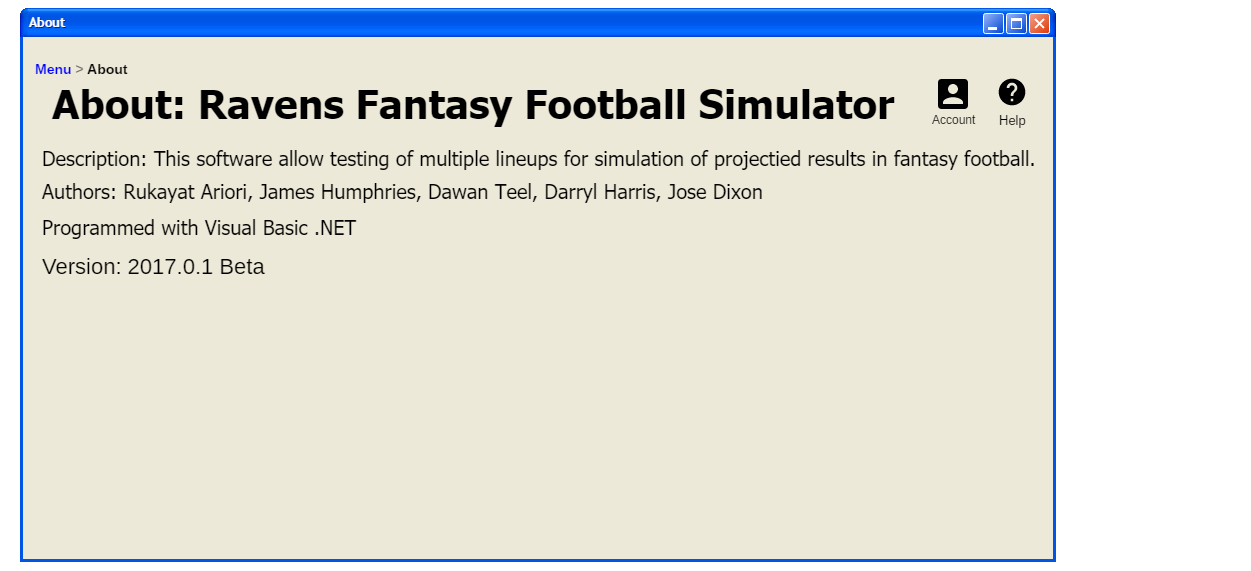 About
Menu > About
About: Ravens Fantasy Football Simulator
Account
Help
Description: This software allow testing of multiple lineups for simulation of projectied results in fantasy football.
Authors: Rukayat Ariori, James Humphries, Dawan Teel, Darryl Harris, Jose Dixon
Programmed with Visual Basic .NET
Version: 2017.0.1 Beta